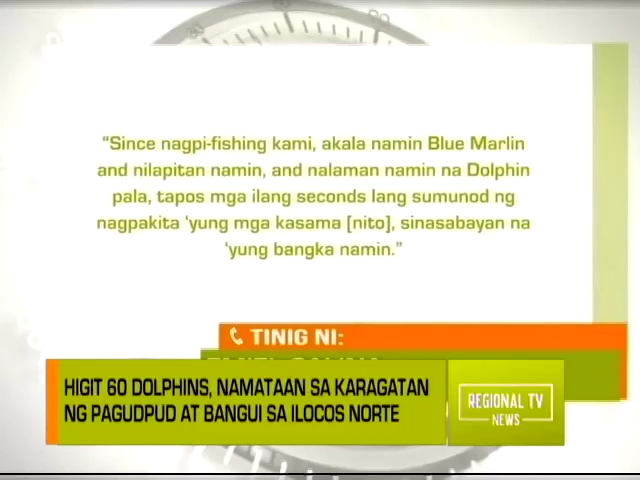 “Since nagpi-fishing kami, akala namin Blue Marlin
and nilapitan namin, and nalaman namin na Dolphin
pala, tapos mga ilang seconds lang sumunod ng
nagpakita ‘yung mga kasama [nito], sinasabayan na
‘yung bangka namin.”
TINIG NI:
HIGIT 60 DOLPHINS, NAMATAAN SA KARAGATAN
NG PAGUDPUD AT BANGUI SA ILOCOS NORTE
REGIONAL TV
NEWS